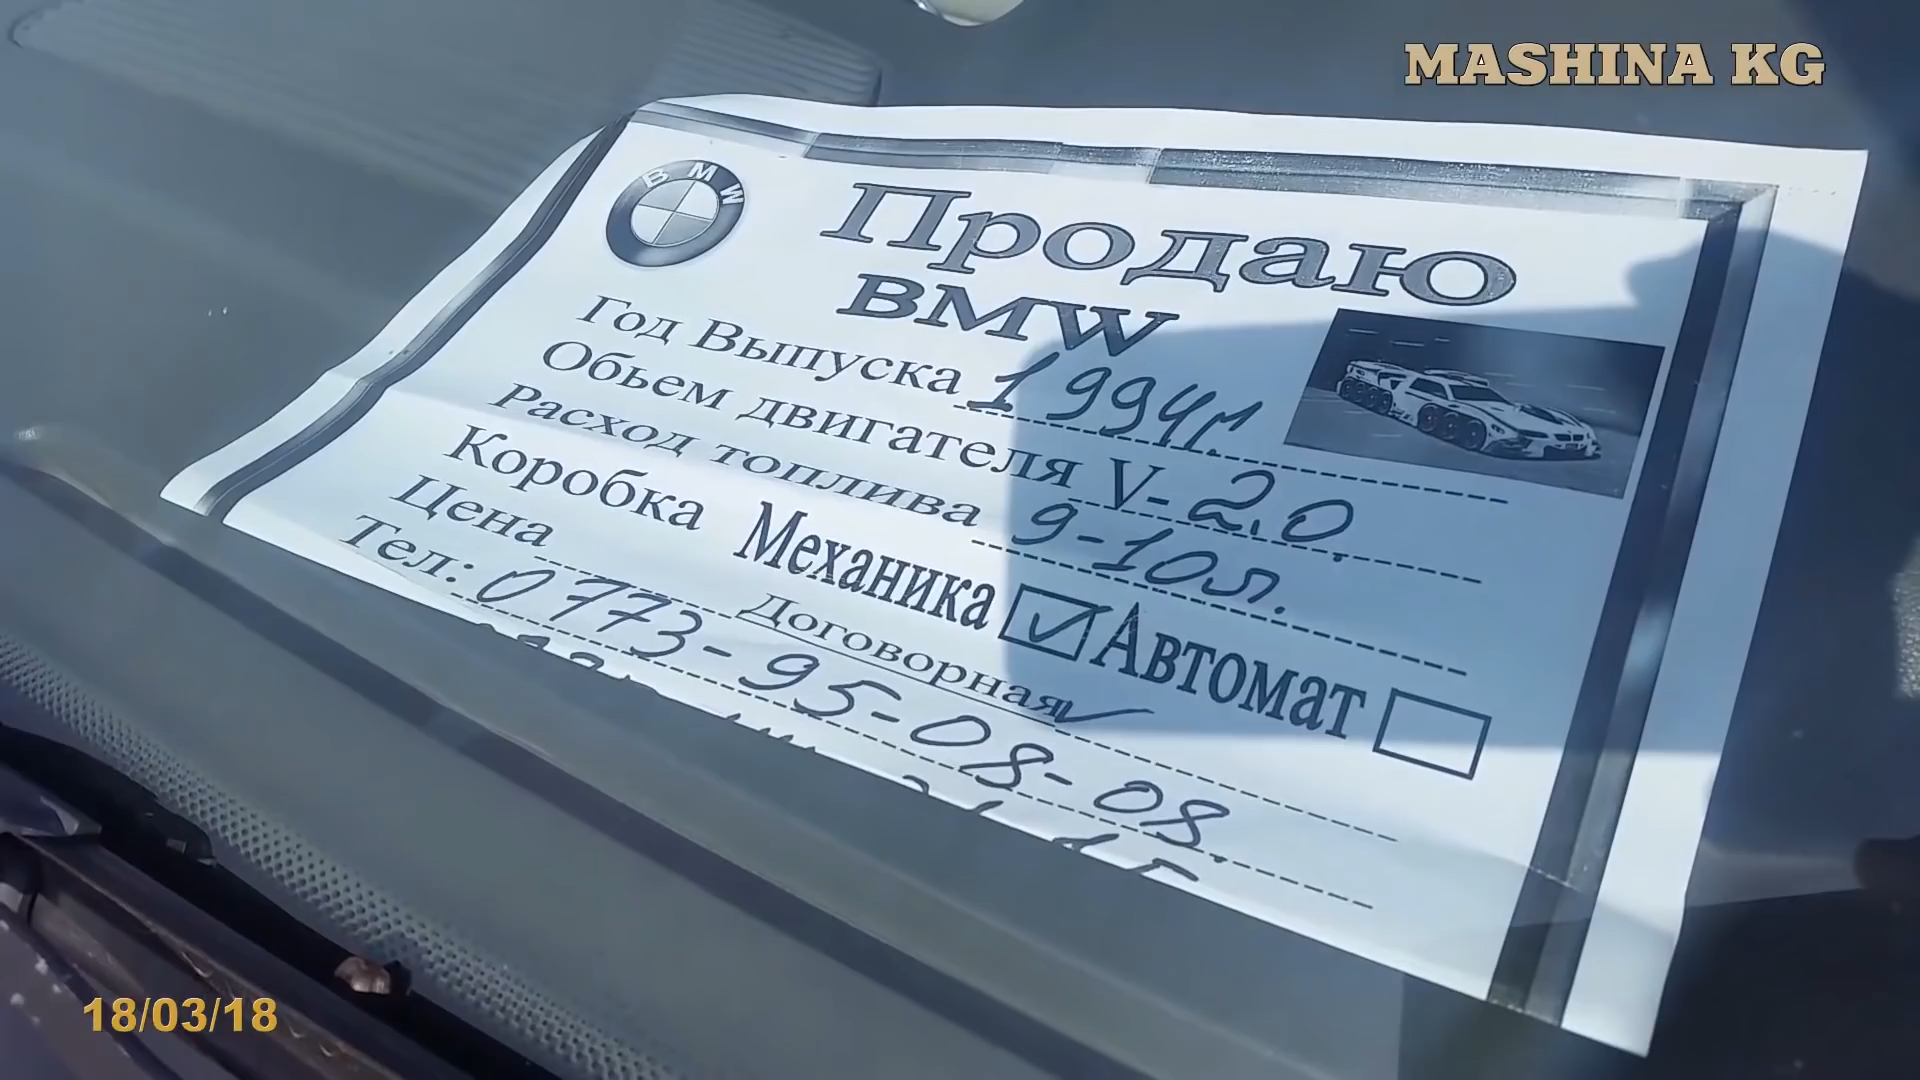 MASHINA KG
BMW
Продаю
BMW
Год Выпуска 1994г.
Обьем двигателя V- 2.0
Расход топлива 9-10л.
Коробка Механика ✓ Автомат
Цена Договорная ✓
Тел: 0773-95-08-08.
18/03/18